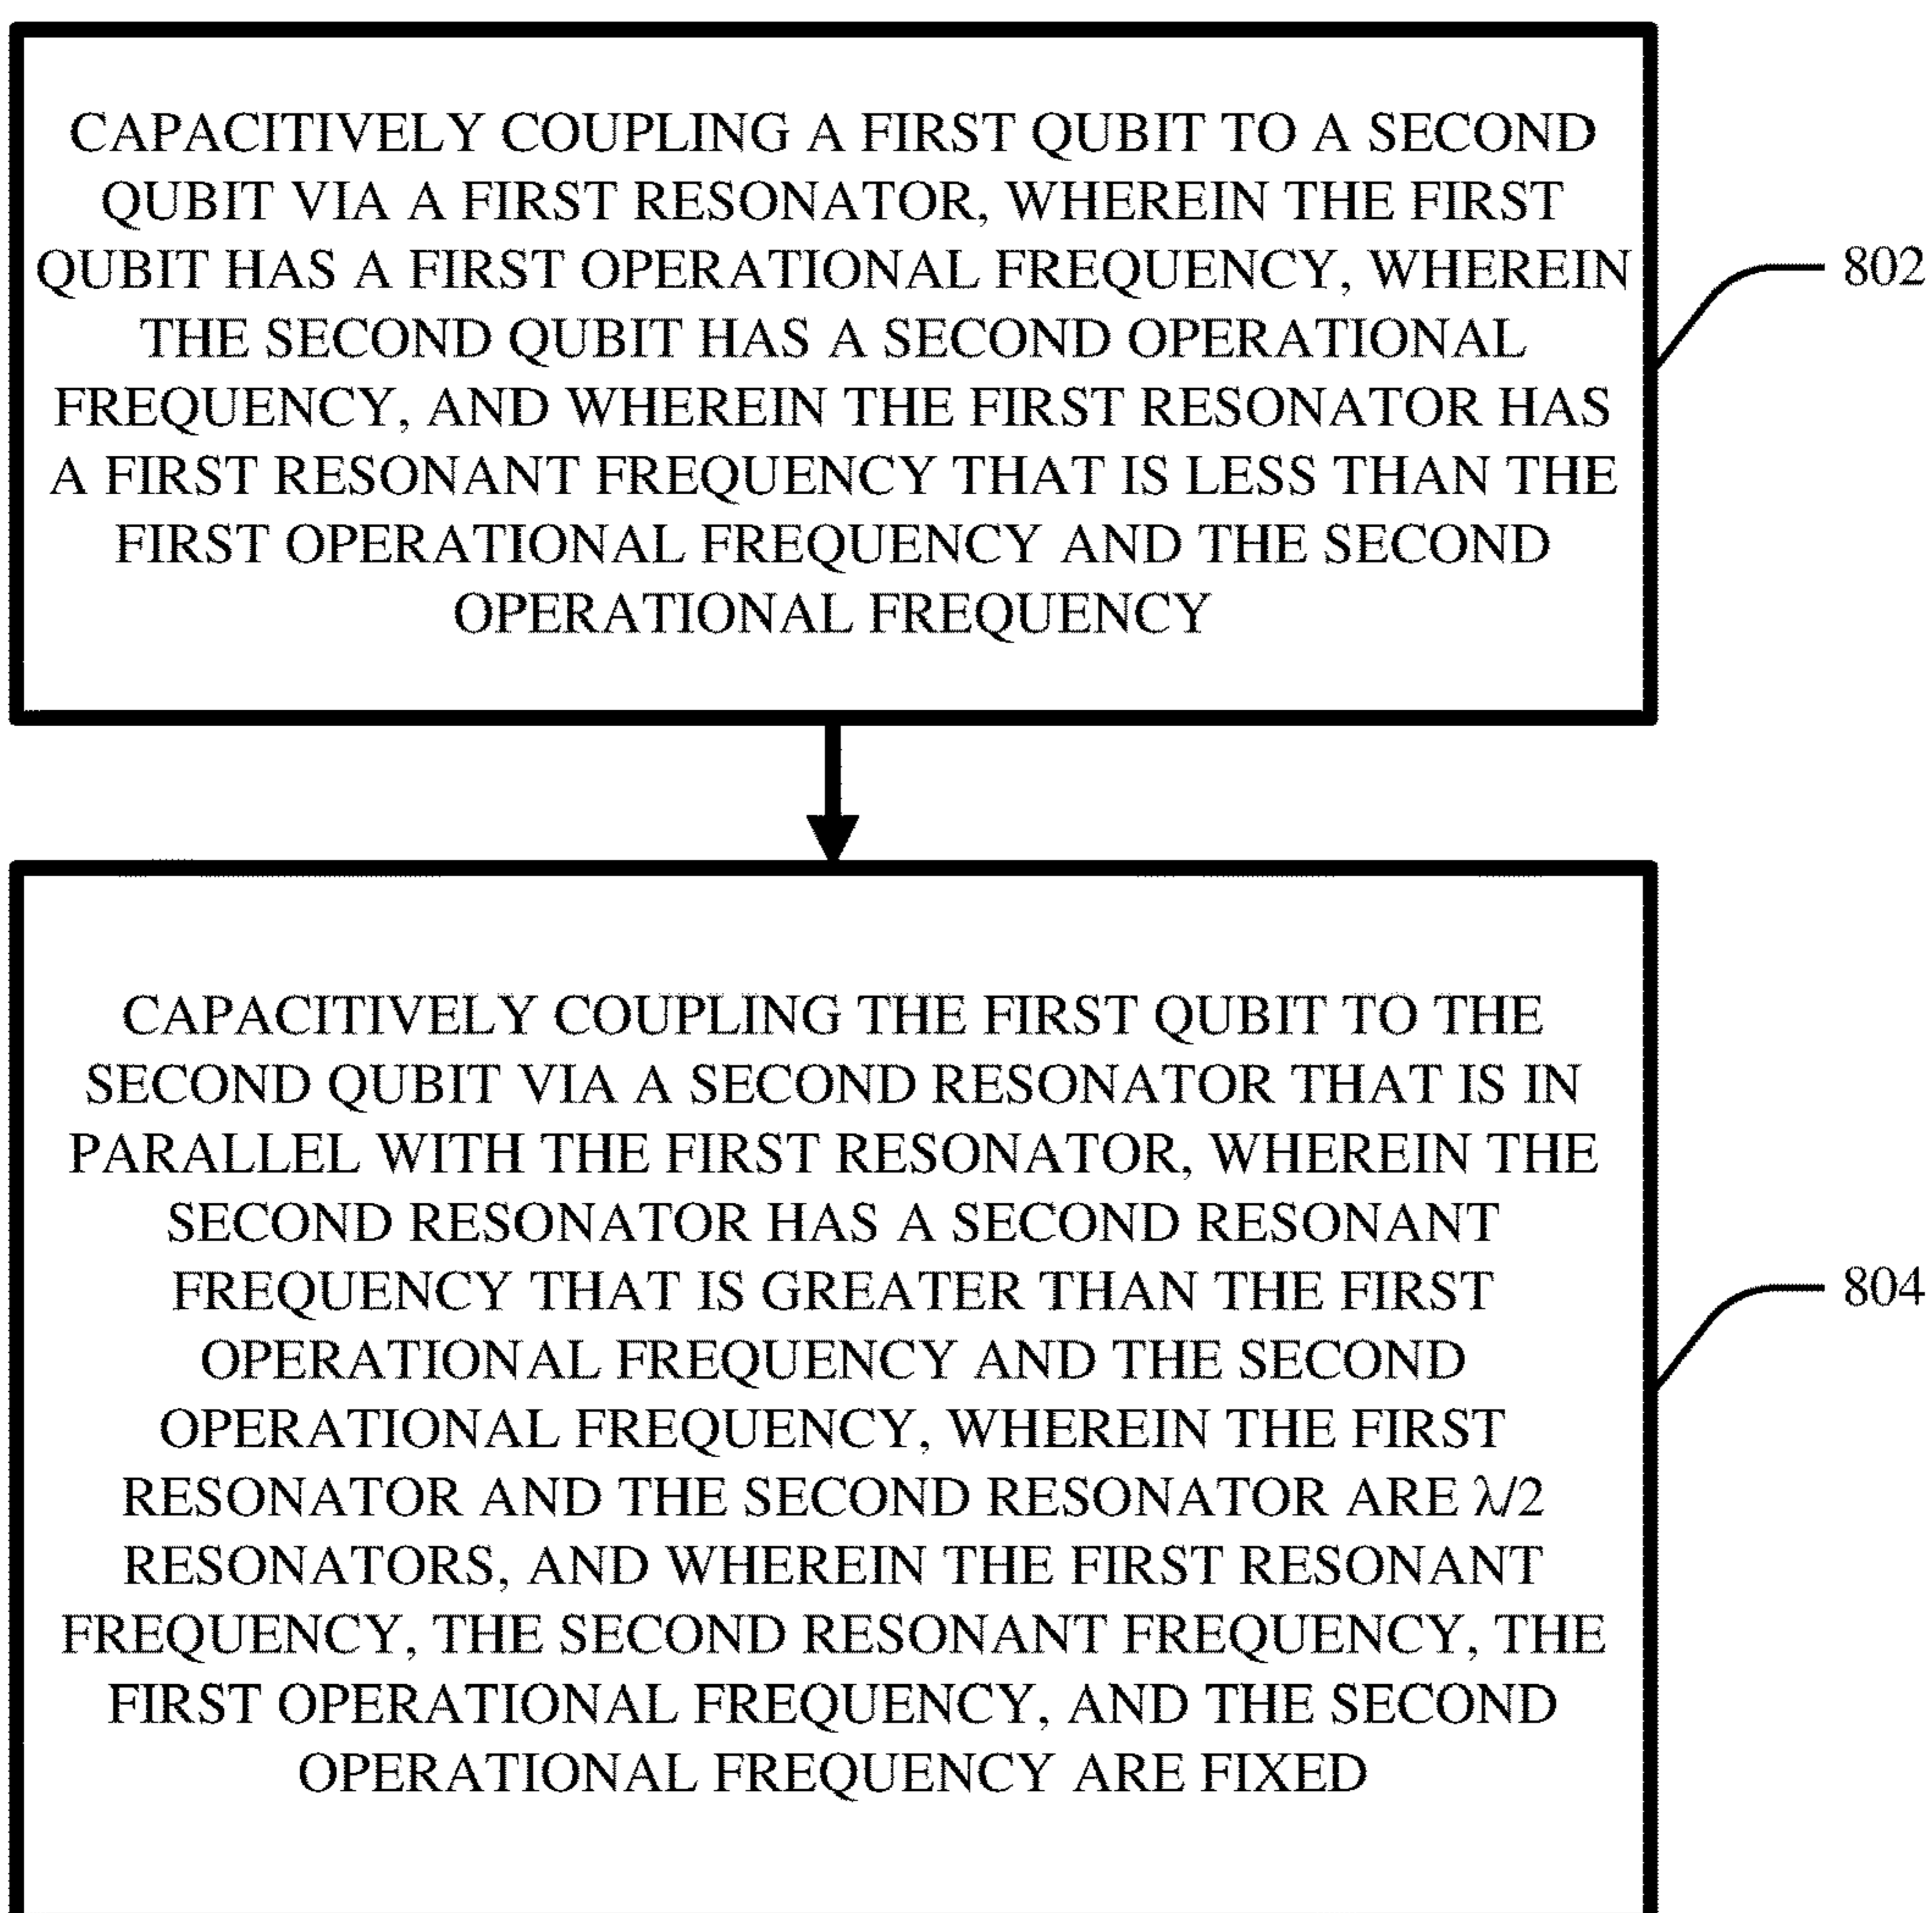 CAPACITIVELY COUPLING A FIRST QUBIT TO A SECOND
QUBIT VIA A FIRST RESONATOR, WHEREIN THE FIRST
QUBIT HAS A FIRST OPERATIONAL FREQUENCY, WHEREIN
THE SECOND QUBIT HAS A SECOND OPERATIONAL
FREQUENCY, AND WHEREIN THE FIRST RESONATOR HAS
A FIRST RESONANT FREQUENCY THAT IS LESS THAN THE
FIRST OPERATIONAL FREQUENCY AND THE SECOND
OPERATIONAL FREQUENCY
802
CAPACITIVELY COUPLING THE FIRST QUBIT TO THE
SECOND QUBIT VIA A SECOND RESONATOR THAT IS IN
PARALLEL WITH THE FIRST RESONATOR, WHEREIN THE
SECOND RESONATOR HAS A SECOND RESONANT
FREQUENCY THAT IS GREATER THAN THE FIRST
OPERATIONAL FREQUENCY AND THE SECOND
OPERATIONAL FREQUENCY, WHEREIN THE FIRST
RESONATOR AND THE SECOND RESONATOR ARE λ/2
RESONATORS, AND WHEREIN THE FIRST RESONANT
FREQUENCY, THE SECOND RESONANT FREQUENCY, THE
FIRST OPERATIONAL FREQUENCY, AND THE SECOND
OPERATIONAL FREQUENCY ARE FIXED
804